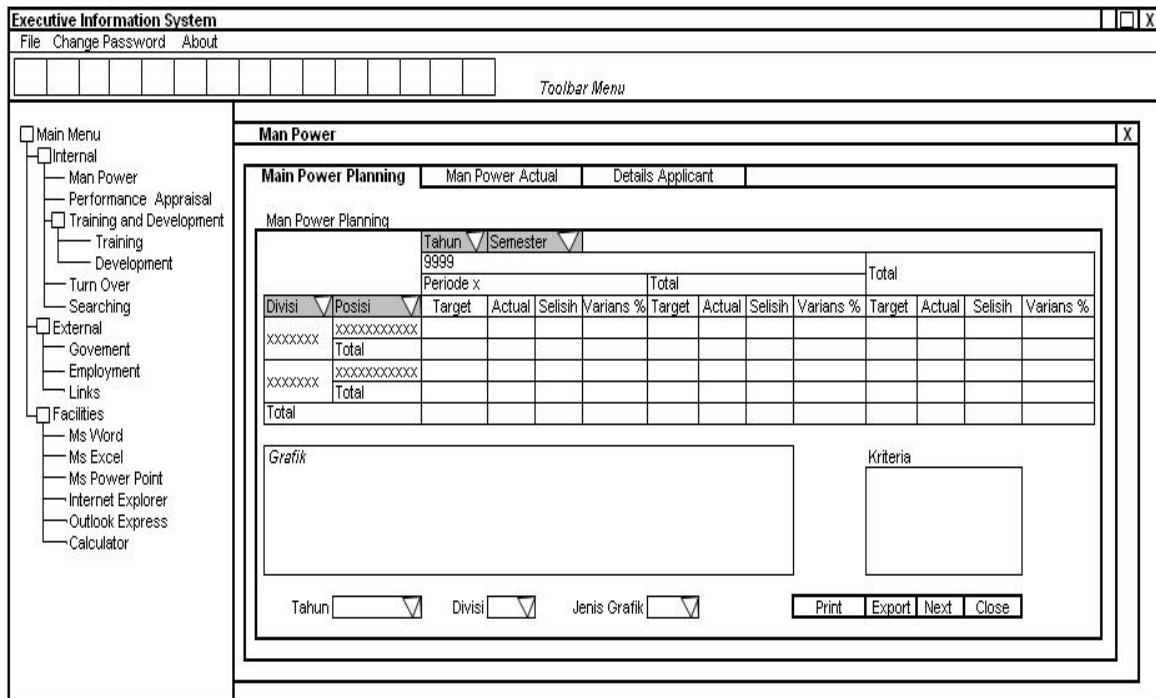 Executive Information System X
File Change Password About
Toolbar Menu
Main Menu
Internal
Man Power
Performance Appraisal
Training and Development
Training
Development
Turn Over
Searching
External
Goverment
Employment
Links
Facilities
Ms Word
Ms Excel
Ms Power Point
Internet Explorer
Outlook Express
Calculator
Man Power X
Main Power Planning Man Power Actual Details Applicant
Man Power Planning
Tahun Semester
9999 Total
Periode x Total
Divisi Posisi Target Actual Selisih Varians % Target Actual Selisih Varians % Target Actual Selisih Varians %
xxxxxxx xxxxxxxxxxx
Total
xxxxxxx xxxxxxxxxxx
Total
Total
Grafik Kriteria
Tahun Divisi Jenis Grafik Print Export Next Close